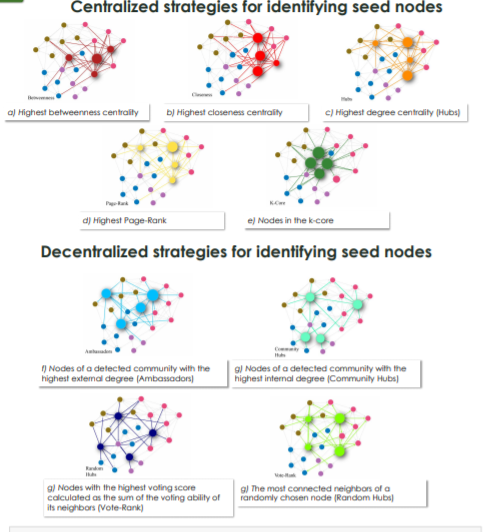 Centralized strategies for identifying seed nodes
Betweenness
Closeness
Hubs
a) Highest betweenness centrality
b) Highest closeness centrality
c) Highest degree centrality (Hubs)
Page-Rank
K-Core
d) Highest Page-Rank
e) Nodes in the k-core
Decentralized strategies for identifying seed nodes
Ambassadors
Community
Hubs
f) Nodes of a detected community with the
highest external degree (Ambassadors)
g) Nodes of a detected community with the
highest internal degree (Community Hubs)
Random
Hubs
Vote-Rank
g) Nodes with the highest voting score
calculated as the sum of the voting ability of
its neighbors (Vote-Rank)
g) The most connected neighbors of a
randomly chosen node (Random Hubs)